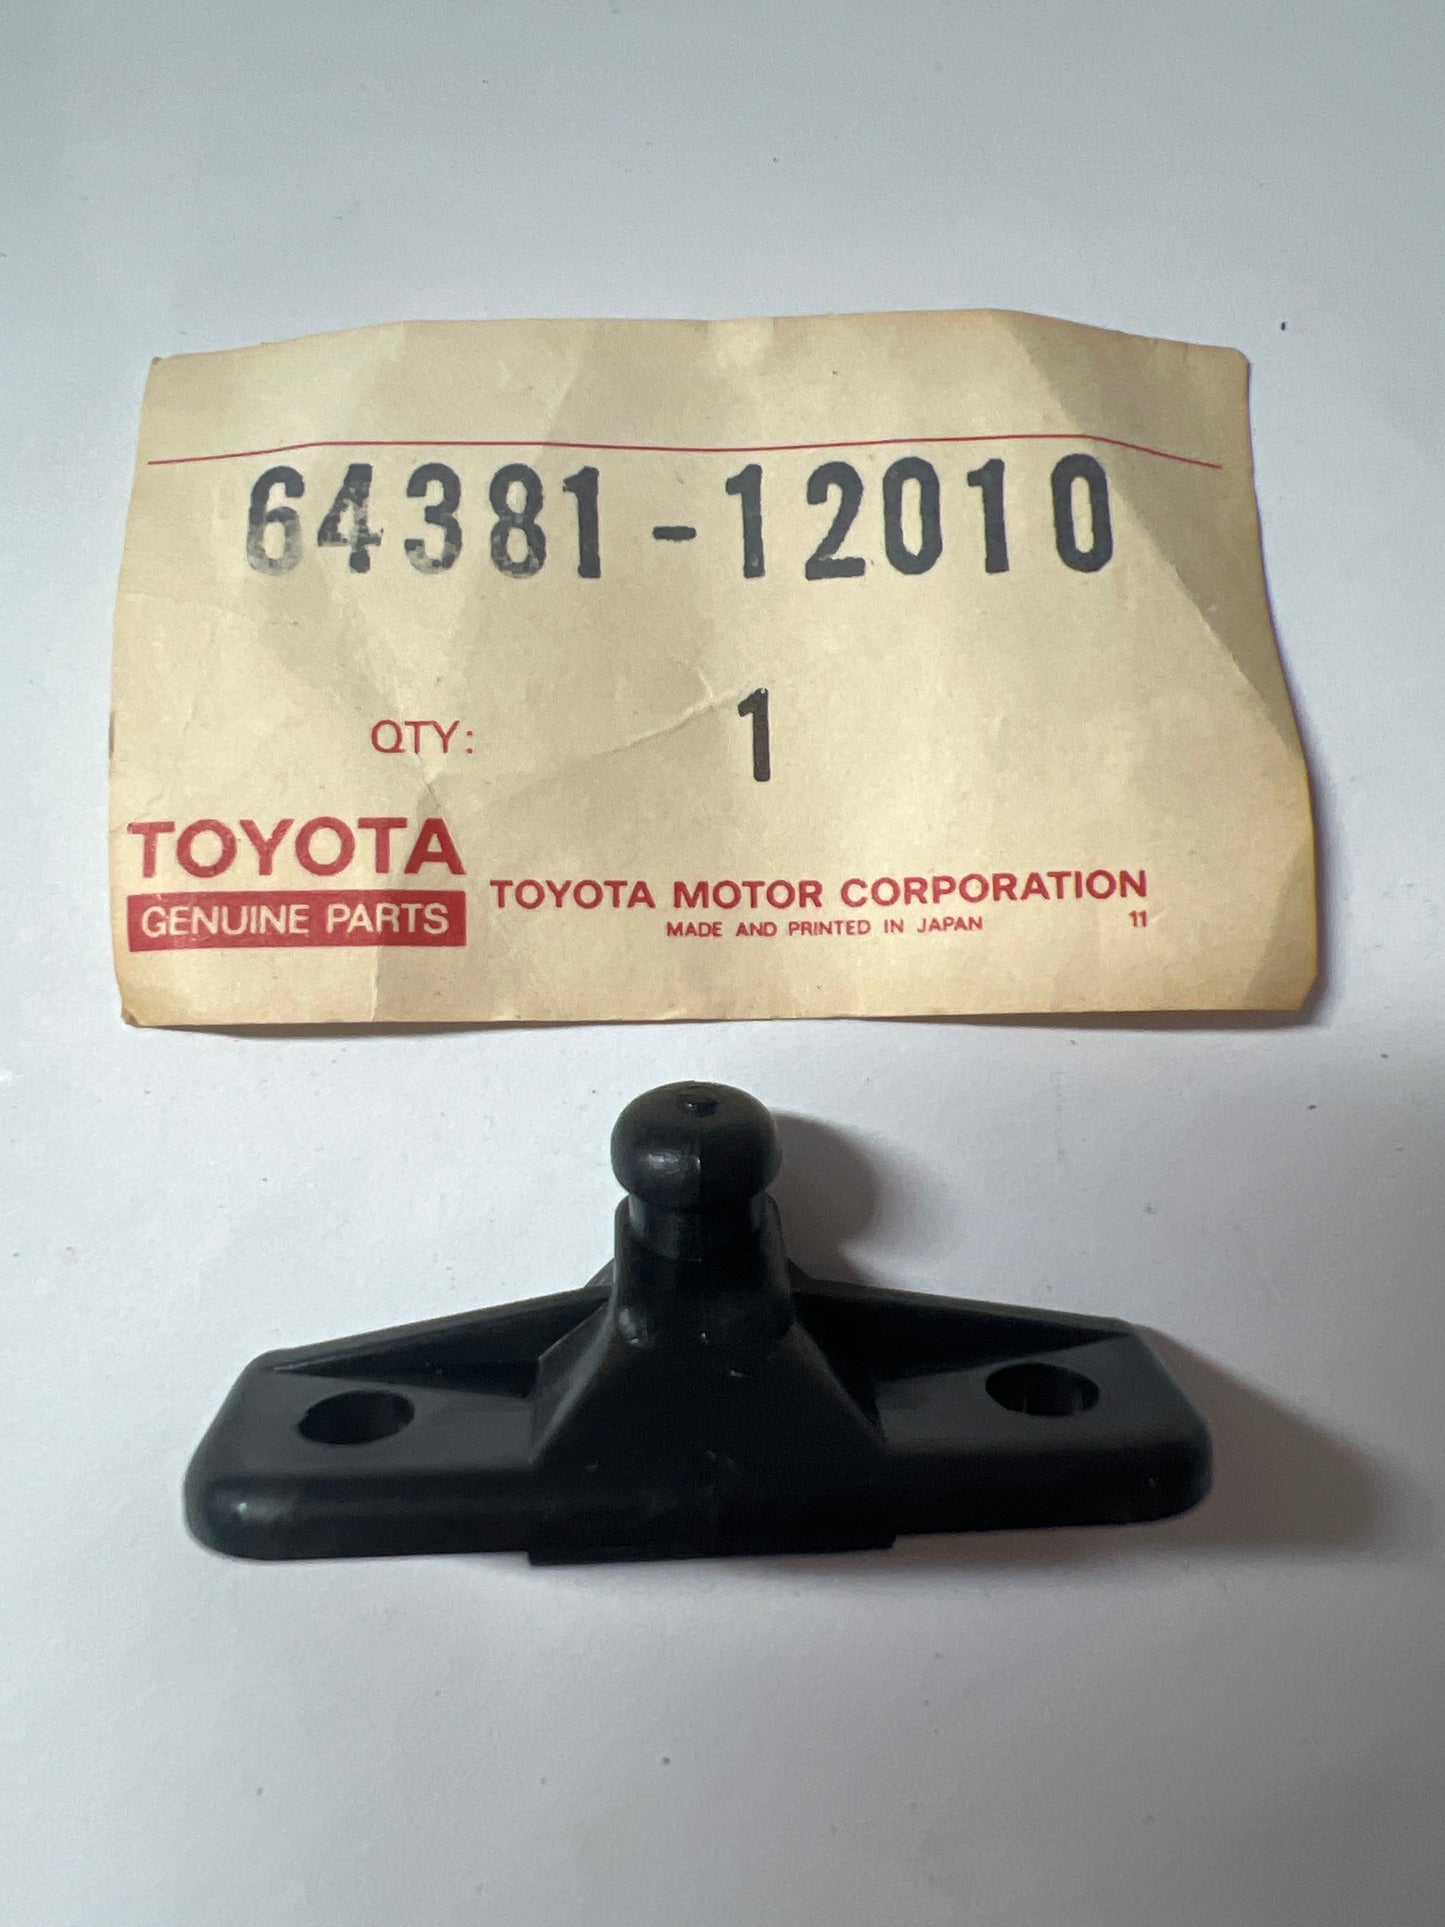 64381-12010
QTY: 1
TOYOTA
GENUINE PARTS
TOYOTA MOTOR CORPORATION
MADE AND PRINTED IN JAPAN 11